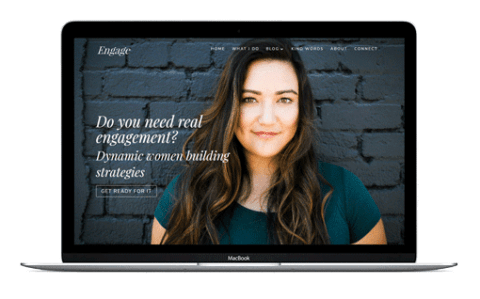 Engage
HOME WHAT I DO BLOG KIND WORDS ABOUT CONNECT
Do you need real
engagement?
Dynamic women building
strategies
GET READY FOR IT
MacBook